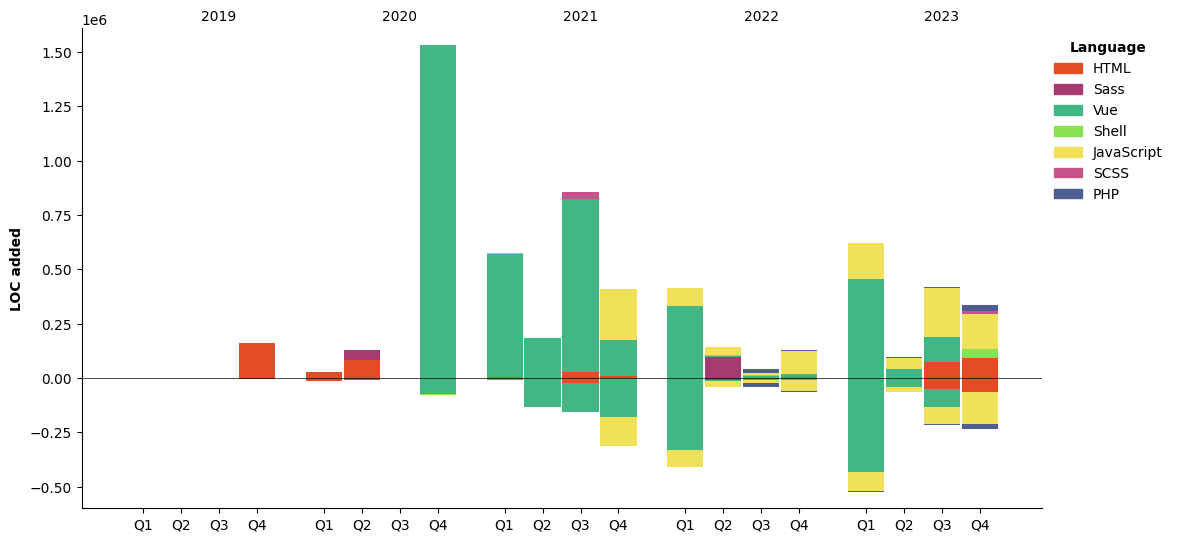 2019 2020 2021 2022 2023
1e6
Language
HTML
Sass
Vue
Shell
JavaScript
SCSS
PHP
LOC added
1.50
1.25
1.00
0.75
0.50
0.25
0.00
−0.25
−0.50
Q1 Q2 Q3 Q4 Q1 Q2 Q3 Q4 Q1 Q2 Q3 Q4 Q1 Q2 Q3 Q4 Q1 Q2 Q3 Q4